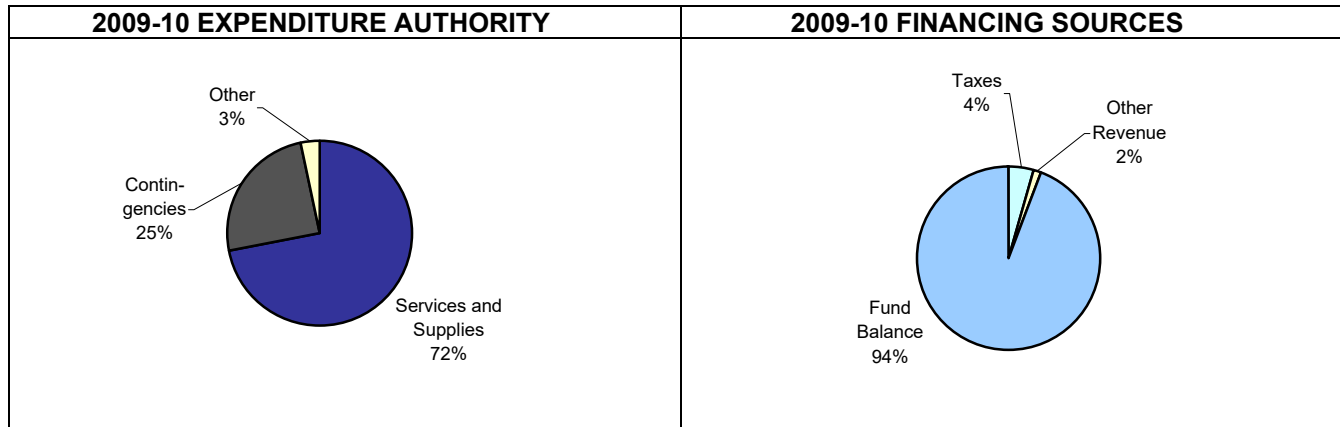 2009-10 EXPENDITURE AUTHORITY
Other
3%
Contin-
gencies
25%
Services and
Supplies
72%
2009-10 FINANCING SOURCES
Taxes
4%
Other
Revenue
2%
Fund
Balance
94%